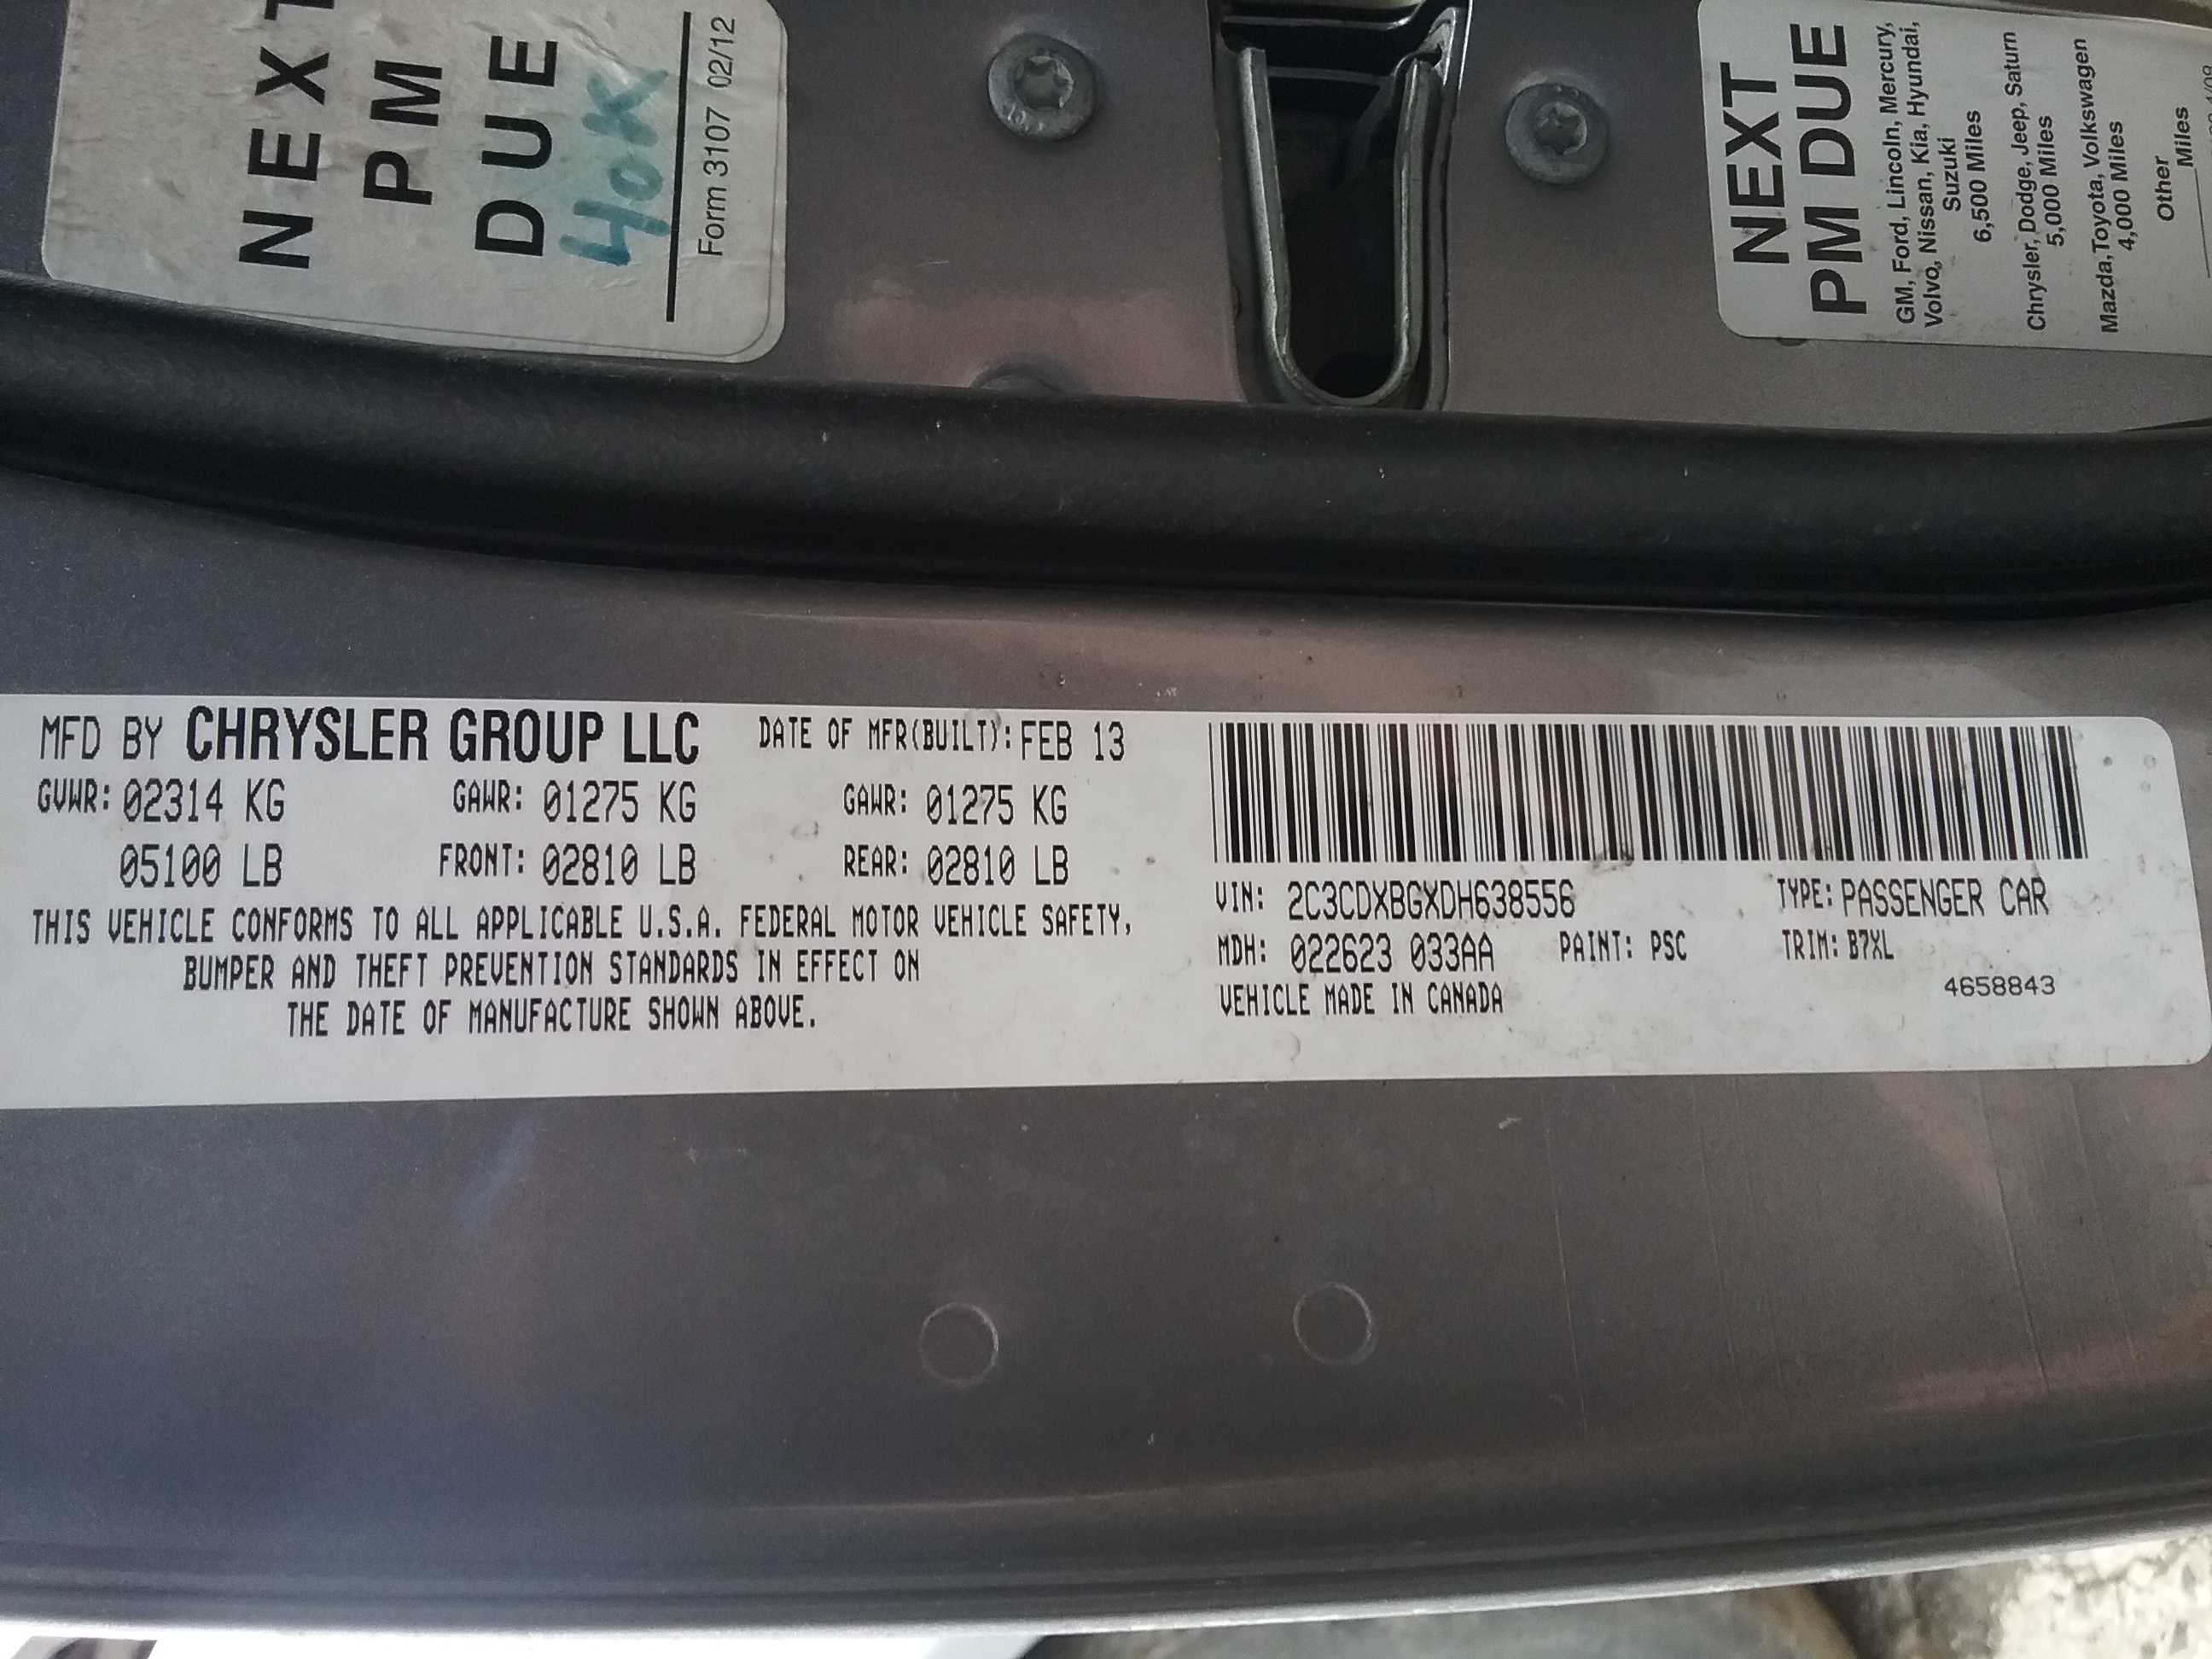 NEXT
PM
DUE
40K
Form 3107 02/12
NEXT
PM DUE
GM, Ford, Lincoln, Mercury,
Volvo, Nissan, Kia, Hyundai,
Suzuki
6,500 Miles
Chrysler, Dodge, Jeep, Saturn
5,000 Miles
Mazda, Toyota, Volkswagen
4,000 Miles
Other
Miles
MFD BY CHRYSLER GROUP LLC DATE OF MFR(BUILT): FEB 13
GVWR: 02314 KG GAWR: 01275 KG GAWR: 01275 KG
05100 LB FRONT: 02810 LB REAR: 02810 LB
THIS VEHICLE CONFORMS TO ALL APPLICABLE U.S.A. FEDERAL MOTOR VEHICLE SAFETY,
BUMPER AND THEFT PREVENTION STANDARDS IN EFFECT ON
THE DATE OF MANUFACTURE SHOWN ABOVE.
VIN: 2C3CDXBGXDH638556 TYPE: PASSENGER CAR
MDH: 022623 033AA PAINT: PSC TRIM: B7XL
VEHICLE MADE IN CANADA 4658843